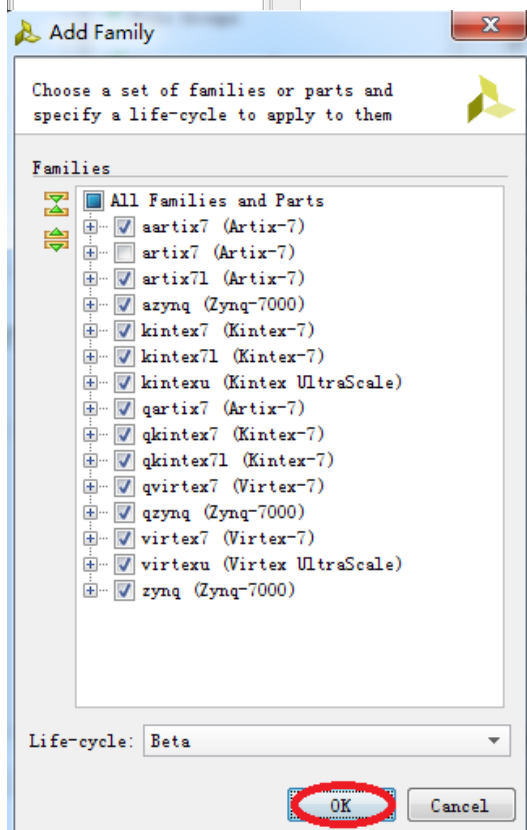 Add Family
Choose a set of families or parts and
specify a life-cycle to apply to them
Families
All Families and Parts
aartix7 (Artix-7)
artix7 (Artix-7)
artix7l (Artix-7)
azynq (Zynq-7000)
kintex7 (Kintex-7)
kintex7l (Kintex-7)
kintexu (Kintex UltraScale)
qartix7 (Artix-7)
qkintex7 (Kintex-7)
qkintex7l (Kintex-7)
qvirtex7 (Virtex-7)
qzynq (Zynq-7000)
virtex7 (Virtex-7)
virtexu (Virtex UltraScale)
zynq (Zynq-7000)
Life-cycle: Beta
OK Cancel